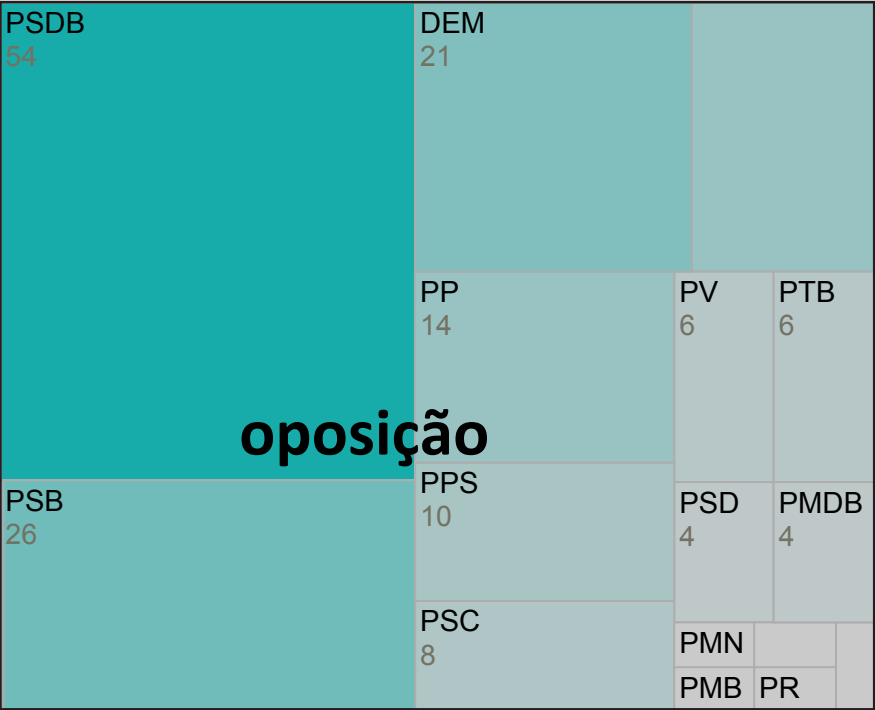 PSDB
54
DEM
21
PP
14
PV
6
PTB
6
oposição
PSB
26
PPS
10
PSD
4
PMDB
4
PSC
8
PMN
PMB
PR